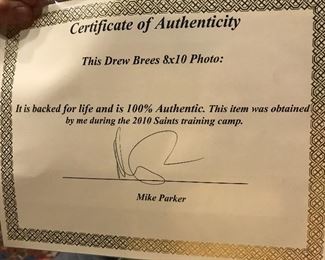 Certificate of Authenticity
This Drew Brees 8x10 Photo:
It is backed for life and is 100% Authentic. This item was obtained
by me during the 2010 Saints training camp.
Mike Parker